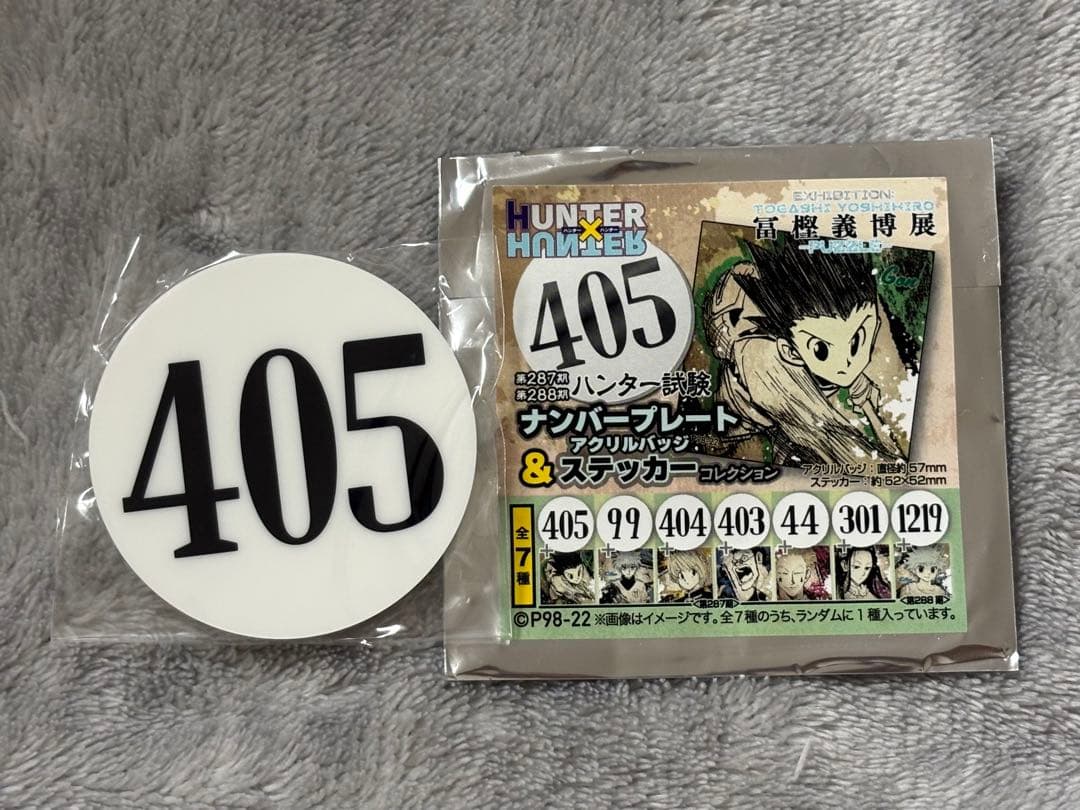 405
HUNTER
ハンター×ハンター
HUNTER
EXHIBITION:
TOGASHI YOSHIHIRO
冨樫義博展
-PUZZLE-
405
Gon
第287期
第288期
ハンター試験
ナンバープレート
アクリルバッジ
&ステッカーコレクション
アクリルバッジ:直径約57mm
ステッカー:約52×52mm
全7種
405 99 404 403 44 301 1219
+ + + + + + +
<第287期> <第288期>
©P98-22 ※画像はイメージです。全7種のうち、ランダムに1種入っています。